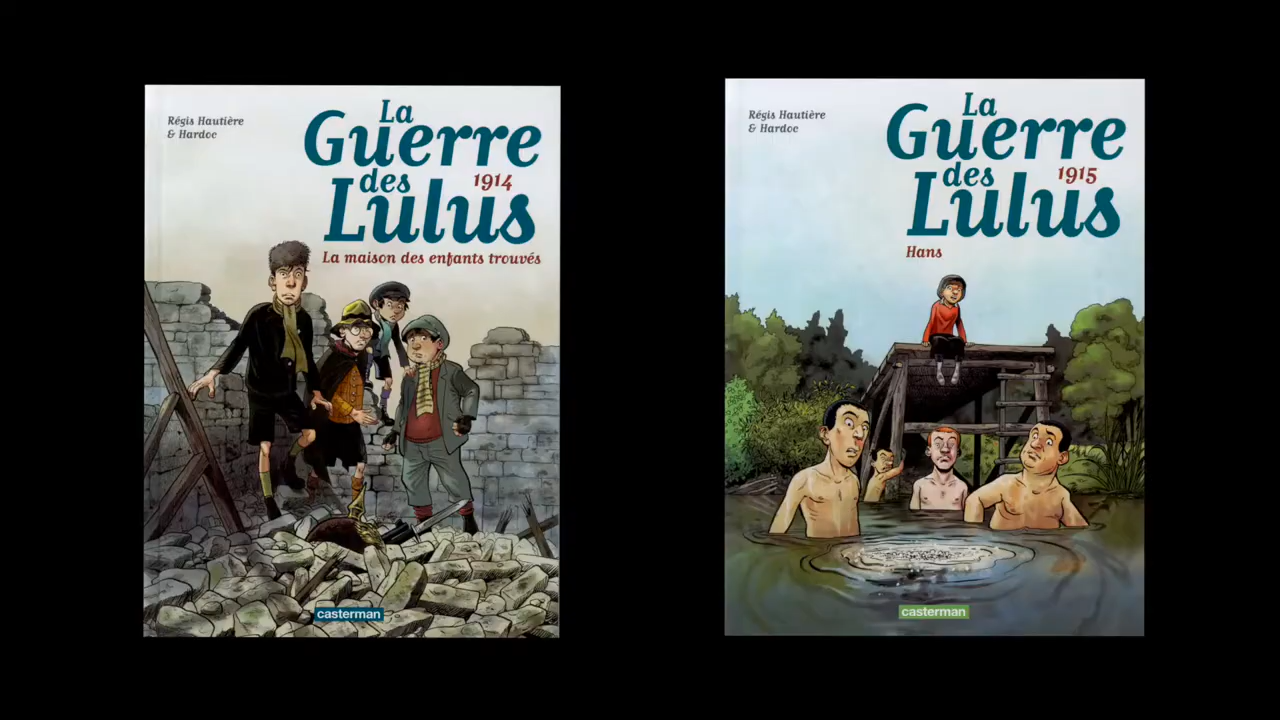 Régis Hautière
& Hardoc
La
Guerre
des
1914
Lulus
La maison des enfants trouvés
casterman
Régis Hautière
& Hardoc
La
Guerre
des
1915
Lulus
Hans
casterman